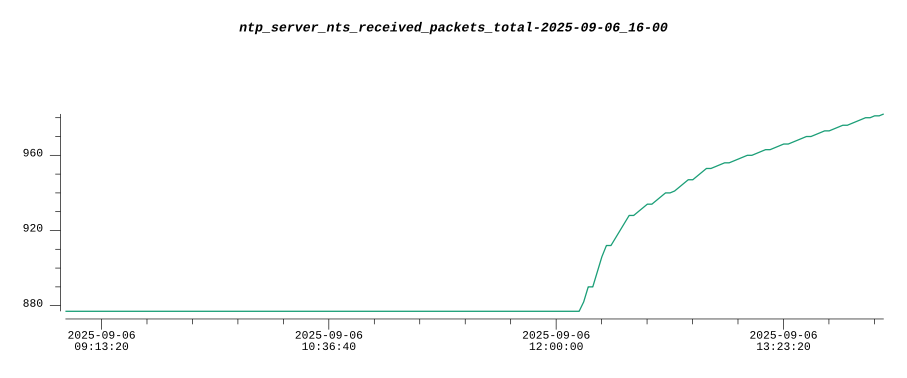 ntp_server_nts_received_packets_total-2025-09-06_16-00
960
920
880
2025-09-06 2025-09-06 2025-09-06 2025-09-06
09:13:20 10:36:40 12:00:00 13:23:20